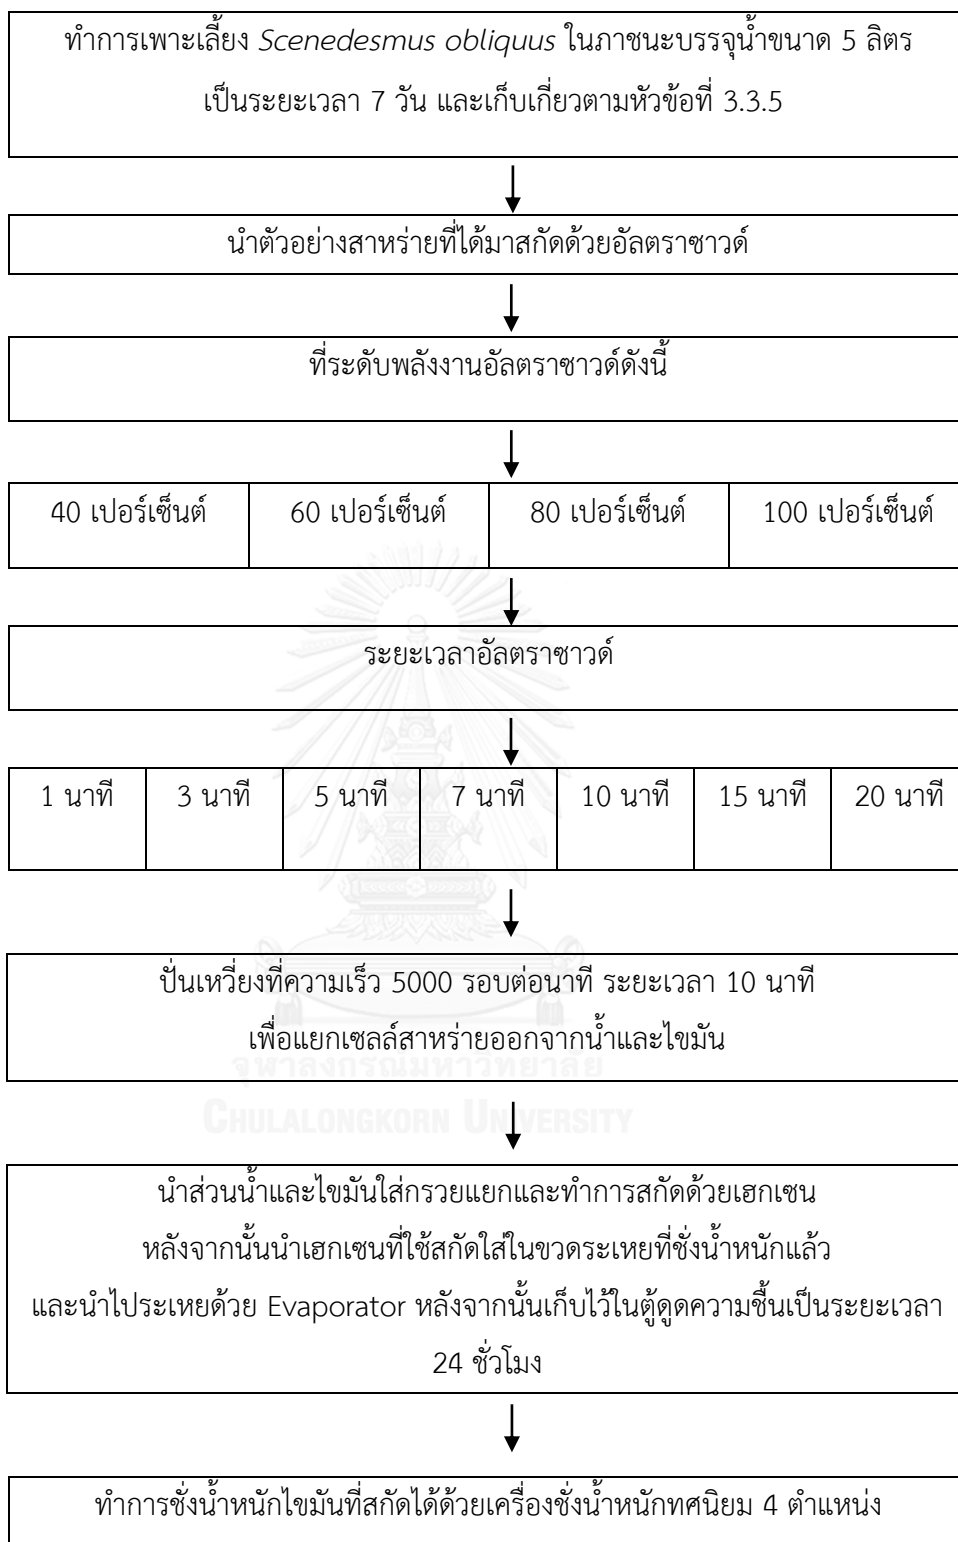 ทำการเพาะเลี้ยง Scenedesmus obliquus ในภาชนะบรรจุน้ำขนาด 5 ลิตร
เป็นระยะเวลา 7 วัน และเก็บเกี่ยวตามหัวข้อที่ 3.3.5
นำตัวอย่างสาหร่ายที่ได้มาสกัดด้วยอัลตราซาวด์
ที่ระดับพลังงานอัลตราซาวด์ดังนี้
40 เปอร์เซ็นต์ 60 เปอร์เซ็นต์ 80 เปอร์เซ็นต์ 100 เปอร์เซ็นต์
ระยะเวลาอัลตราซาวด์
1 นาที 3 นาที 5 นาที 7 นาที 10 นาที 15 นาที 20 นาที
ปั่นเหวี่ยงที่ความเร็ว 5000 รอบต่อนาที ระยะเวลา 10 นาที
เพื่อแยกเซลล์สาหร่ายออกจากน้ำและไขมัน
จุฬาลงกรณ์มหาวิทยาลัย
CHULALONGKORN UNIVERSITY
นำส่วนน้ำและไขมันใส่กรวยแยกและทำการสกัดด้วยเฮกเซน
หลังจากนั้นนำเฮกเซนที่ใช้สกัดใส่ในขวดระเหยที่ชั่งน้ำหนักแล้ว
และนำไประเหยด้วย Evaporator หลังจากนั้นเก็บไว้ในตู้ดูดความชื้นเป็นระยะเวลา
24 ชั่วโมง
ทำการชั่งน้ำหนักไขมันที่สกัดได้ด้วยเครื่องชั่งน้ำหนักทศนิยม 4 ตำแหน่ง